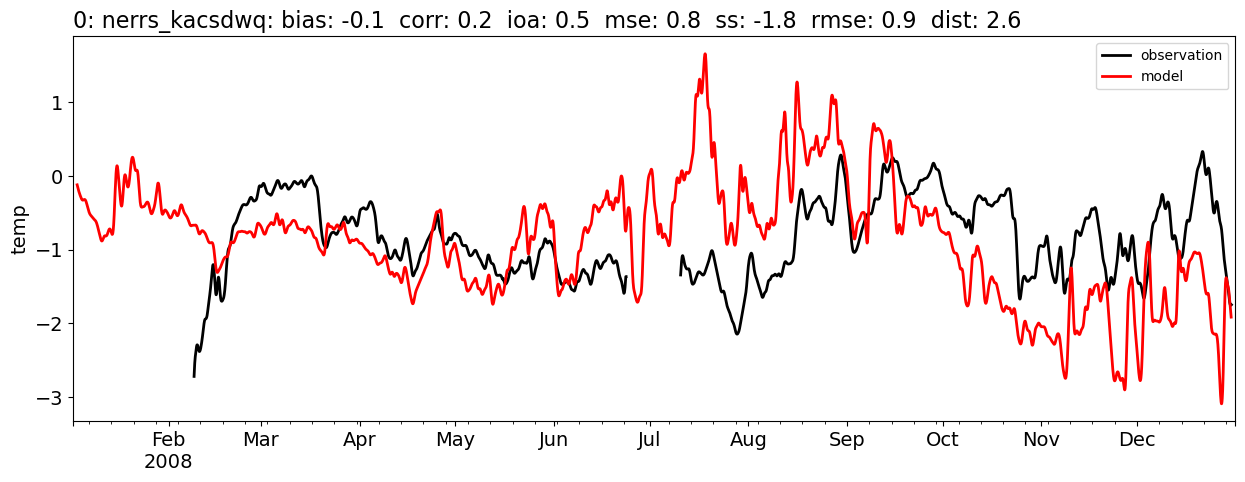 0: nerrs_kacsdwq: bias: -0.1  corr: 0.2  ioa: 0.5  mse: 0.8  ss: -1.8  rmse: 0.9  dist: 2.6
observation
model
1
0
−1
−2
−3
temp
Feb Mar Apr May Jun Jul Aug Sep Oct Nov Dec
2008